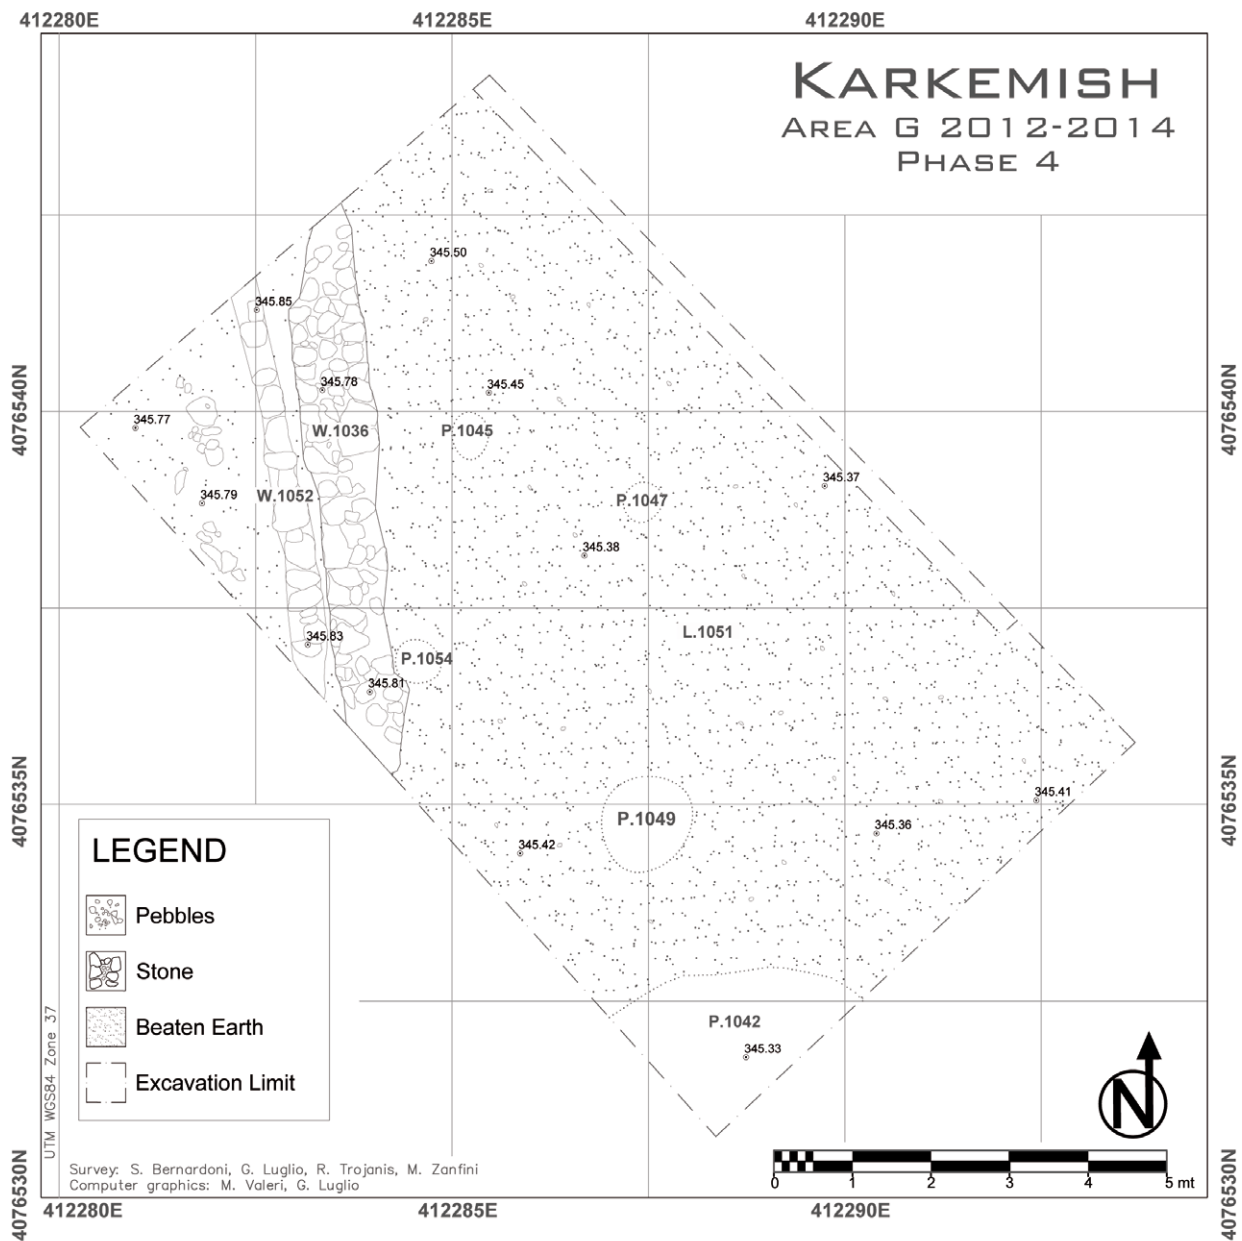 412280E
412285E
412290E
KARKEMISH
AREA G 2012-2014
PHASE 4
345.50
345.85
345.78
345.45
4076540N
4076540N
345.77
W.1036
P.1045
345.37
345.79
W.1052
P.1047
345.38
345.83
L.1051
P.1054
345.81
4076535N
4076535N
345.41
P.1049
345.36
345.42
LEGEND
Pebbles
Stone
Beaten Earth
Excavation Limit
P.1042
345.33
N
UTM WGS84 Zone 37
Survey: S. Bernardoni, G. Luglio, R. Trojanis, M. Zanfini
Computer graphics: M. Valeri, G. Luglio
0 1 2 3 4 5 mt
4076530N
4076530N
412280E
412285E
412290E